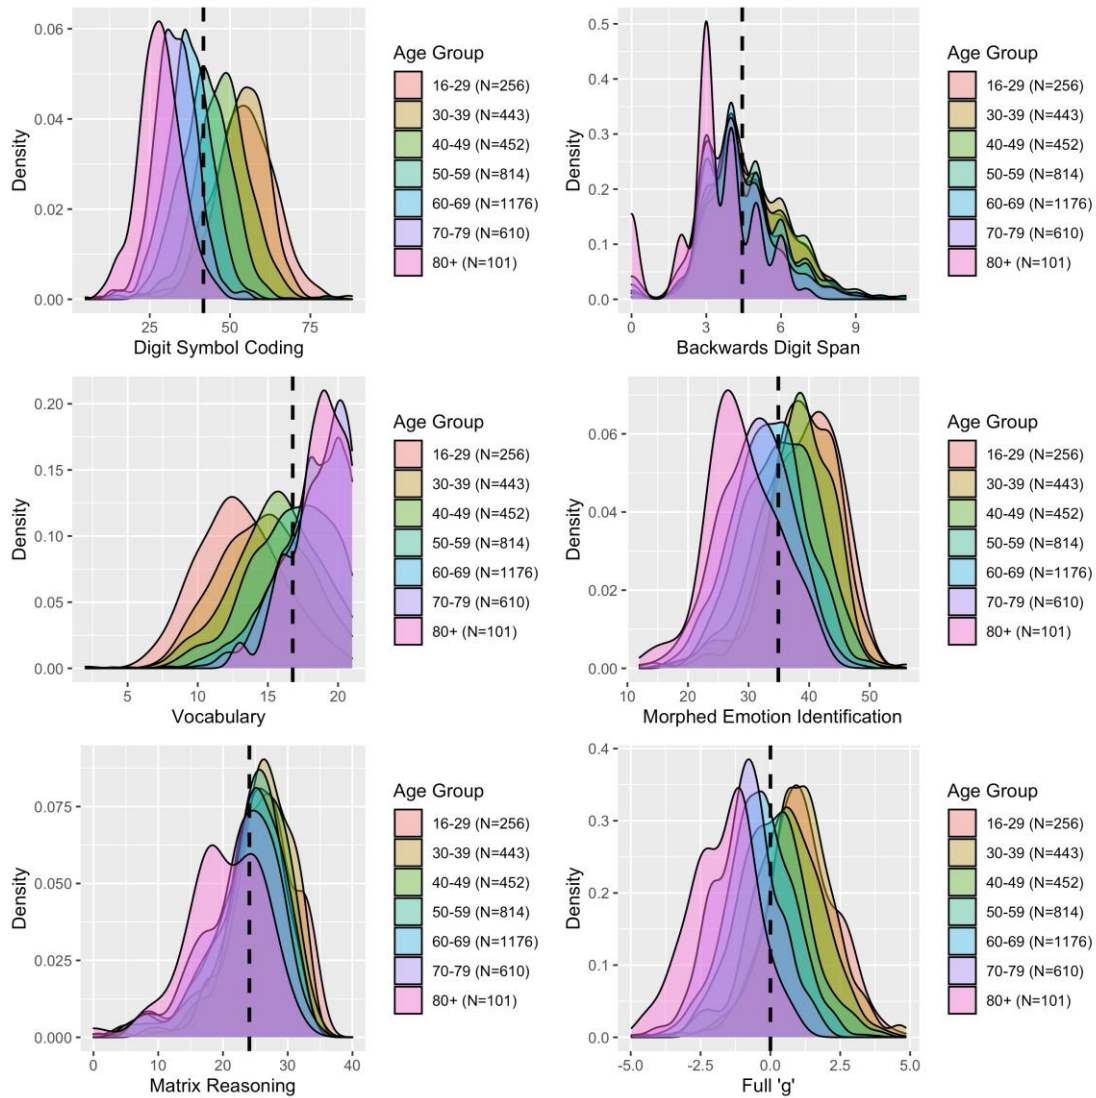 0.06
0.04
0.02
0.00
Density
25
50
75
Digit Symbol Coding
Age Group
16-29 (N=256)
30-39 (N=443)
40-49 (N=452)
50-59 (N=814)
60-69 (N=1176)
70-79 (N=610)
80+ (N=101)
0.5
0.4
0.3
0.2
0.1
0.0
Density
0
3
6
9
Backwards Digit Span
Age Group
16-29 (N=256)
30-39 (N=443)
40-49 (N=452)
50-59 (N=814)
60-69 (N=1176)
70-79 (N=610)
80+ (N=101)
0.20
0.15
0.10
0.05
0.00
Density
5
10
15
20
Vocabulary
Age Group
16-29 (N=256)
30-39 (N=443)
40-49 (N=452)
50-59 (N=814)
60-69 (N=1176)
70-79 (N=610)
80+ (N=101)
0.06
0.04
0.02
0.00
Density
10
20
30
40
50
Morphed Emotion Identification
Age Group
16-29 (N=256)
30-39 (N=443)
40-49 (N=452)
50-59 (N=814)
60-69 (N=1176)
70-79 (N=610)
80+ (N=101)
0.075
0.050
0.025
0.000
Density
0
10
20
30
40
Matrix Reasoning
Age Group
16-29 (N=256)
30-39 (N=443)
40-49 (N=452)
50-59 (N=814)
60-69 (N=1176)
70-79 (N=610)
80+ (N=101)
0.4
0.3
0.2
0.1
0.0
Density
-5.0
-2.5
0.0
2.5
5.0
Full 'g'
Age Group
16-29 (N=256)
30-39 (N=443)
40-49 (N=452)
50-59 (N=814)
60-69 (N=1176)
70-79 (N=610)
80+ (N=101)